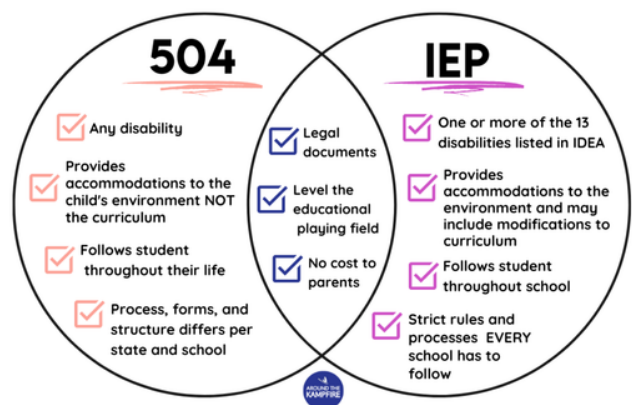 504
Any disability
Provides
accommodations to the
child's environment NOT
the curriculum
Follows student
throughout their life
Process, forms, and
structure differs per
state and school
Legal
documents
Level the
educational
playing field
No cost to
parents
IEP
One or more of the 13
disabilities listed in IDEA
Provides
accommodations to the
environment and may
include modifications to
curriculum
Follows student
throughout school
Strict rules and
processes EVERY
school has to
follow
AROUND THE
KAMPFIRE